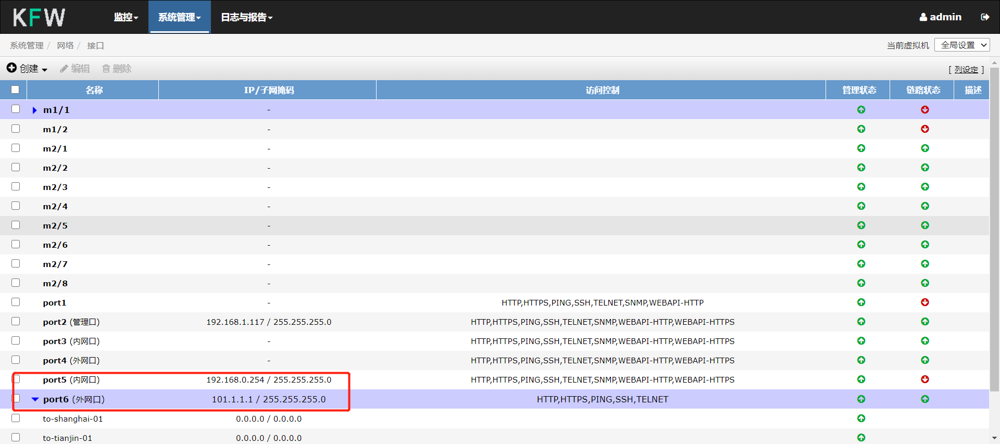 KFW 监控 系统管理 日志与报告 admin
系统管理 / 网络 / 接口 当前虚拟机 全局设置
创建 编辑 删除 [ 列设定 ]
名称 IP/子网掩码 访问控制 管理状态 链路状态 描述
m1/1 -
m1/2 -
m2/1 -
m2/2 -
m2/3 -
m2/4 -
m2/5 -
m2/6 -
m2/7 -
m2/8 -
port1 - HTTP,HTTPS,PING,SSH,TELNET,SNMP,WEBAPI-HTTP
port2 (管理口) 192.168.1.117 / 255.255.255.0 HTTP,HTTPS,PING,SSH,TELNET,SNMP,WEBAPI-HTTP,WEBAPI-HTTPS
port3 (内网口) - HTTP,HTTPS,PING,SSH,TELNET,SNMP,WEBAPI-HTTP,WEBAPI-HTTPS
port4 (外网口) - HTTP,HTTPS,PING,SSH,TELNET,SNMP,WEBAPI-HTTP,WEBAPI-HTTPS
port5 (内网口) 192.168.0.254 / 255.255.255.0 HTTP,HTTPS,PING,SSH,TELNET,SNMP,WEBAPI-HTTP,WEBAPI-HTTPS
port6 (外网口) 101.1.1.1 / 255.255.255.0 HTTP,HTTPS,PING,SSH,TELNET
to-shanghai-01 0.0.0.0 / 0.0.0.0
to-tianjin-01 0.0.0.0 / 0.0.0.0